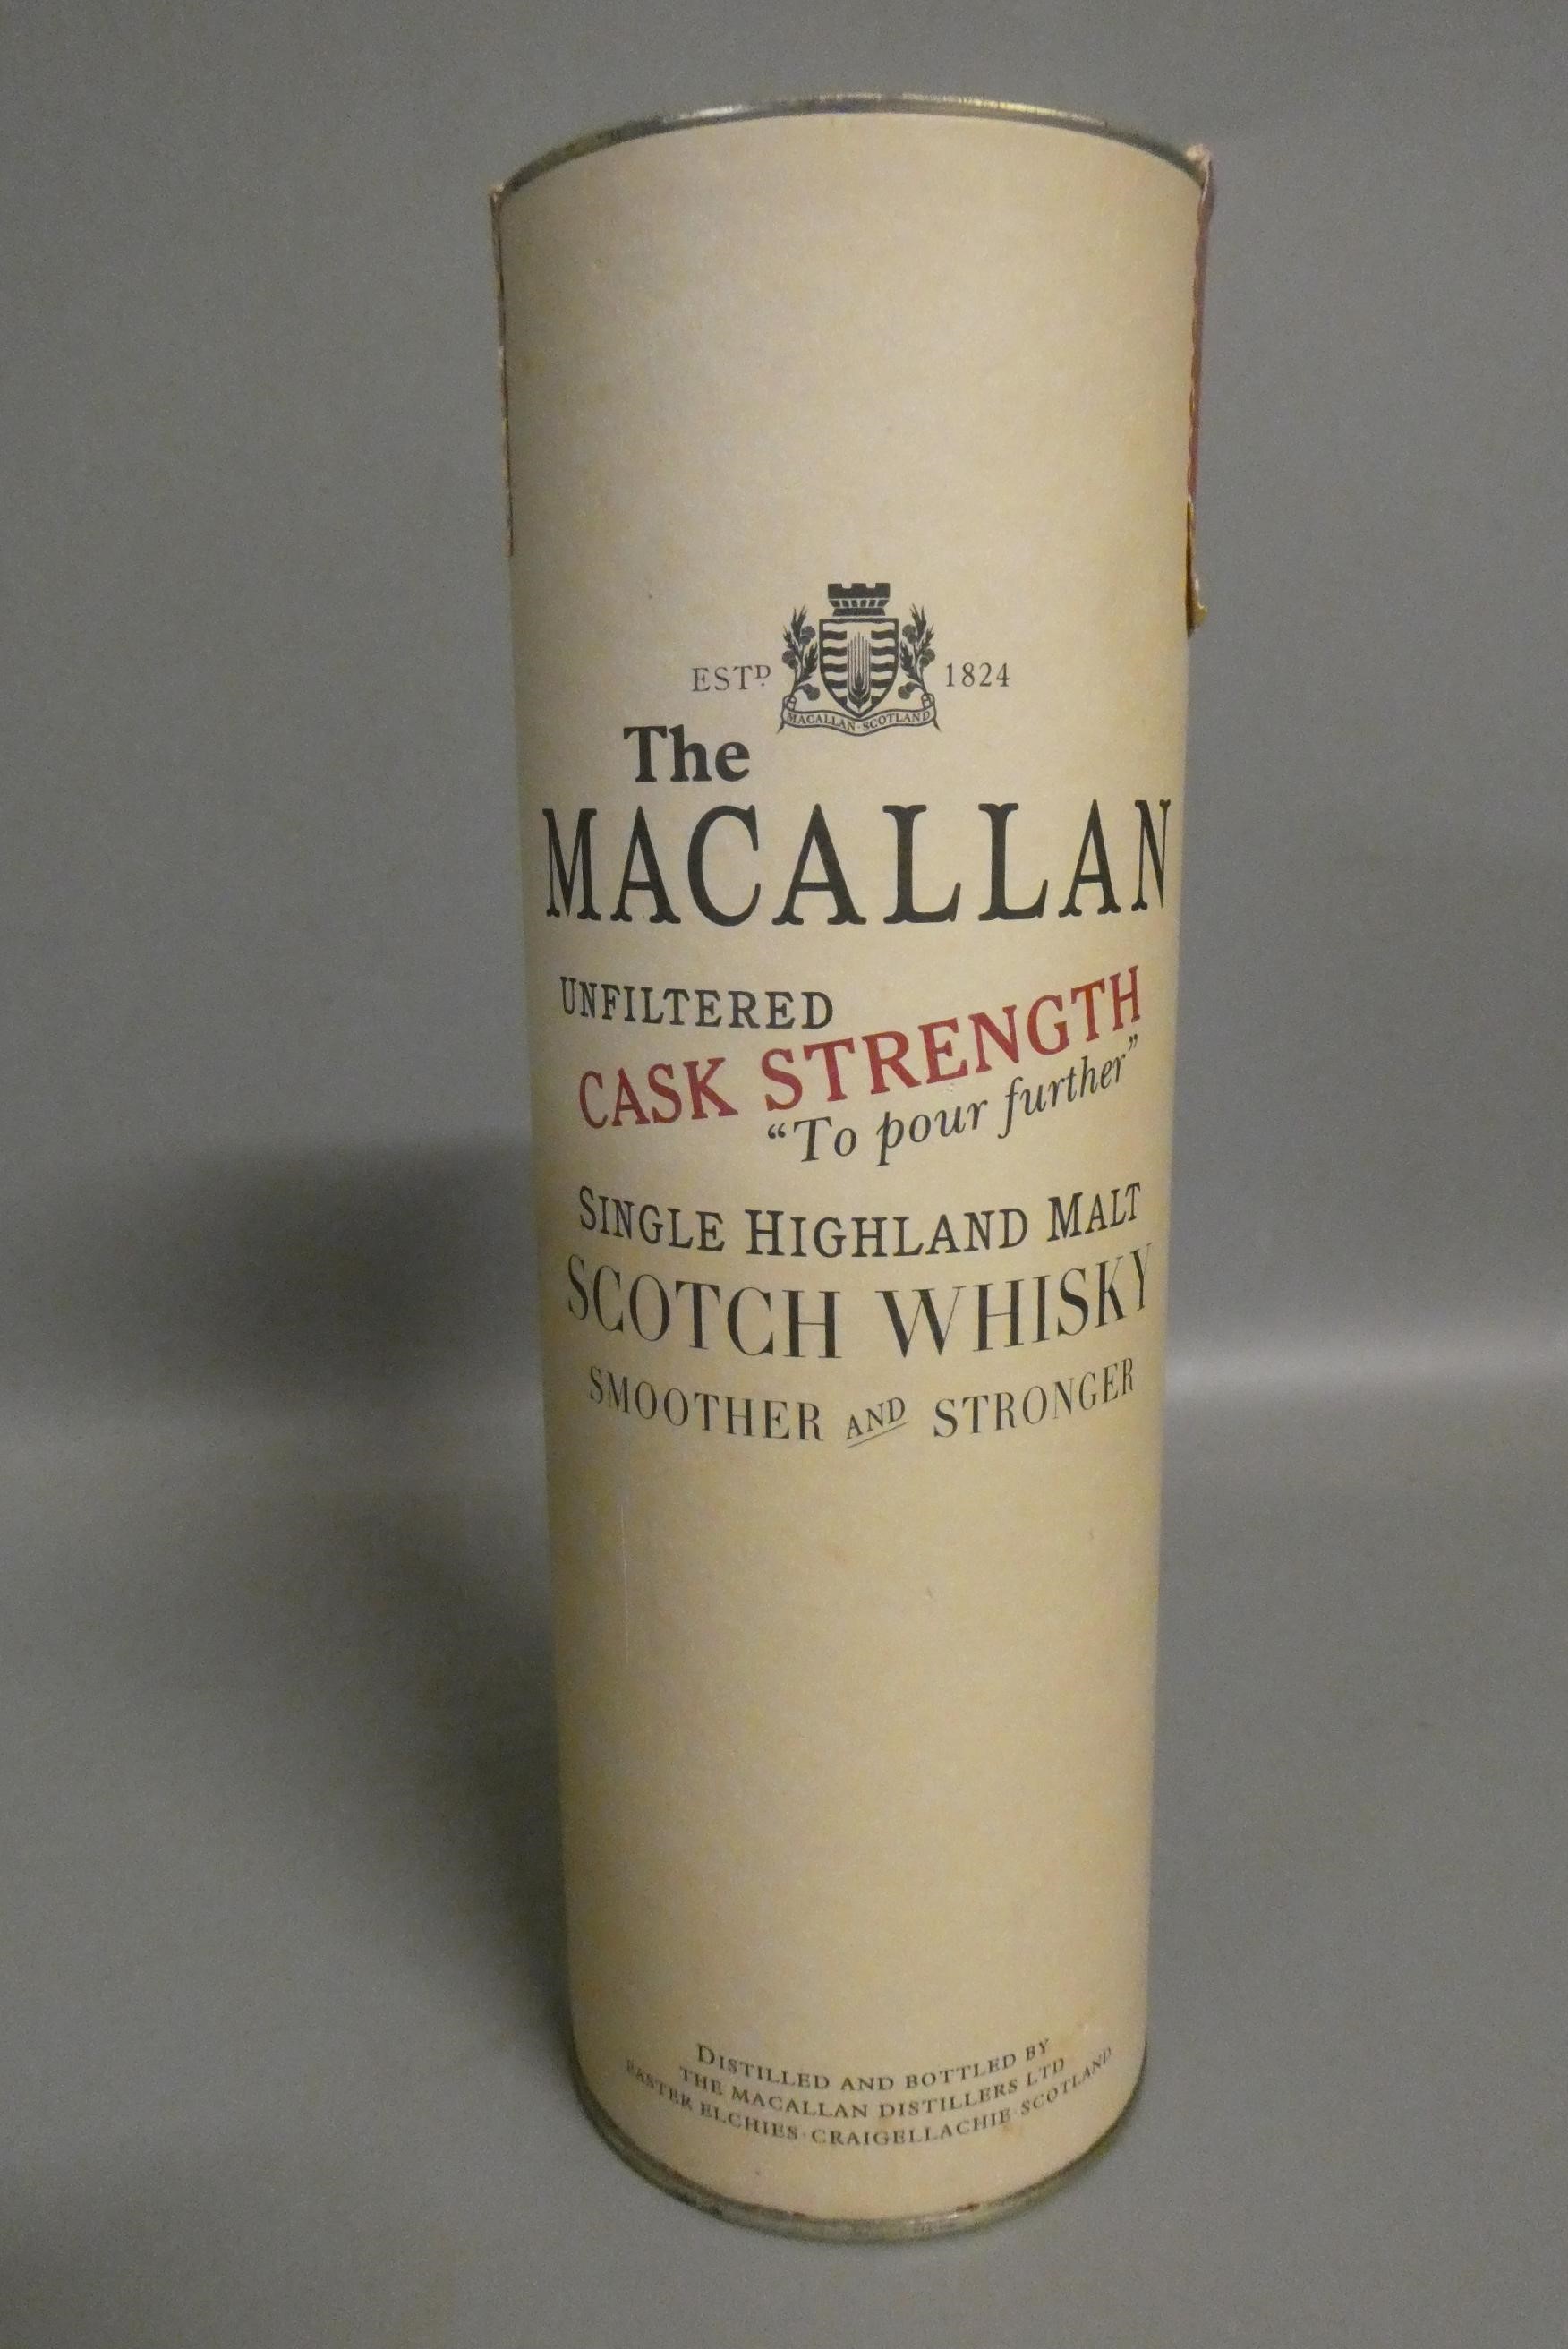 ESTD. 1824
MACALLAN·SCOTLAND
The
MACALLAN
UNFILTERED
CASK STRENGTH
“To pour further”
SINGLE HIGHLAND MALT
SCOTCH WHISKY
SMOOTHER AND STRONGER
DISTILLED AND BOTTLED BY
THE MACALLAN DISTILLERS LTD
EASTER ELCHIES·CRAIGELLACHIE·SCOTLAND